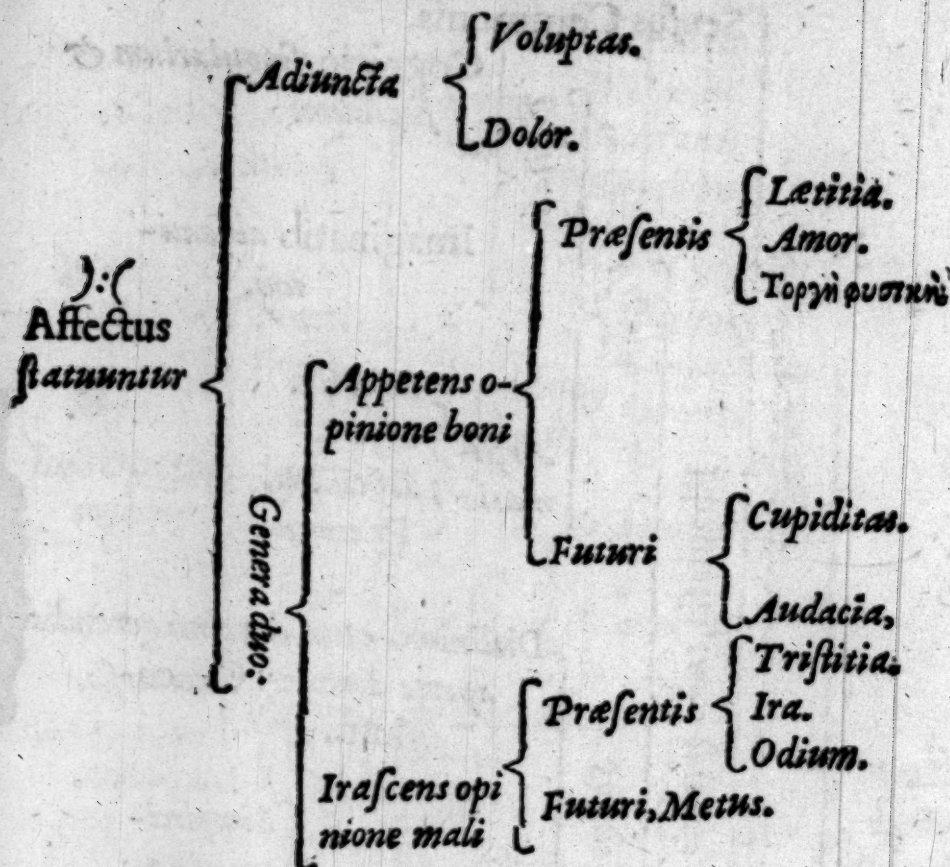 ):(
Affectus
ſtatuuntur
Adiuncta
Voluptas.
Dolor.
Genera duo:
Appetens o-
pinione boni
Præſentis
Lætitia.
Amor.
Τοργὴ φυσικὴ
Futuri
Cupiditas.
Audacia,
Iraſcens opi
nione mali
Præſentis
Triſtitia.
Ira.
Odium.
Futuri, Metus.